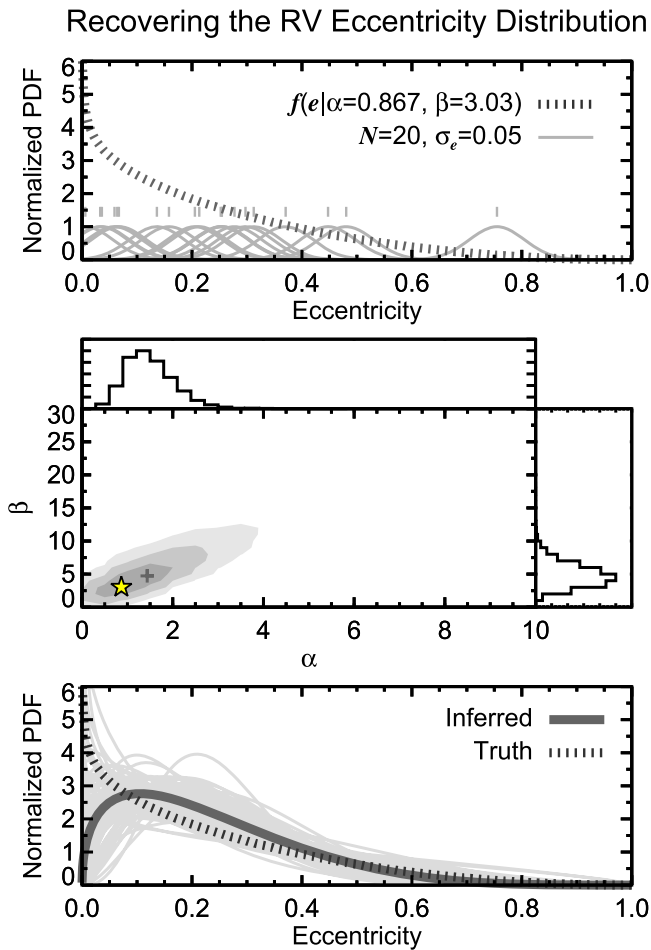 Recovering the RV Eccentricity Distribution
Normalized PDF
6
5
4
3
2
1
0
f(e|α=0.867, β=3.03)
N=20, σe=0.05
0.0 0.2 0.4 0.6 0.8 1.0
Eccentricity
β
30
25
20
15
10
5
0
0 2 4 6 8 10
α
Normalized PDF
6
5
4
3
2
1
0
Inferred
Truth
0.0 0.2 0.4 0.6 0.8 1.0
Eccentricity